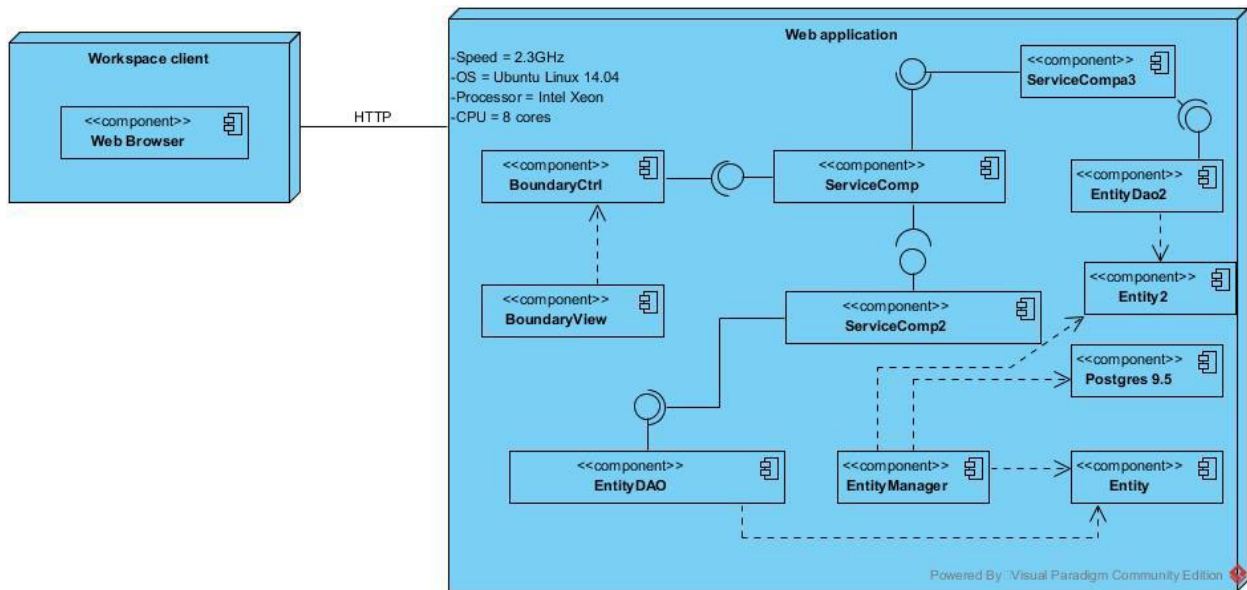 Web application
Workspace client
-Speed = 2.3GHz
-OS = Ubuntu Linux 14.04
-Processor = Intel Xeon
-CPU = 8 cores
<<component>>
ServiceCompa3
<<component>>
Web Browser
HTTP
<<component>>
BoundaryCtrl
<<component>>
ServiceComp
<<component>>
EntityDao2
<<component>>
Entity2
<<component>>
BoundaryView
<<component>>
ServiceComp2
<<component>>
Postgres 9.5
<<component>>
EntityDAO
<<component>>
EntityManager
<<component>>
Entity
Powered By Visual Paradigm Community Edition